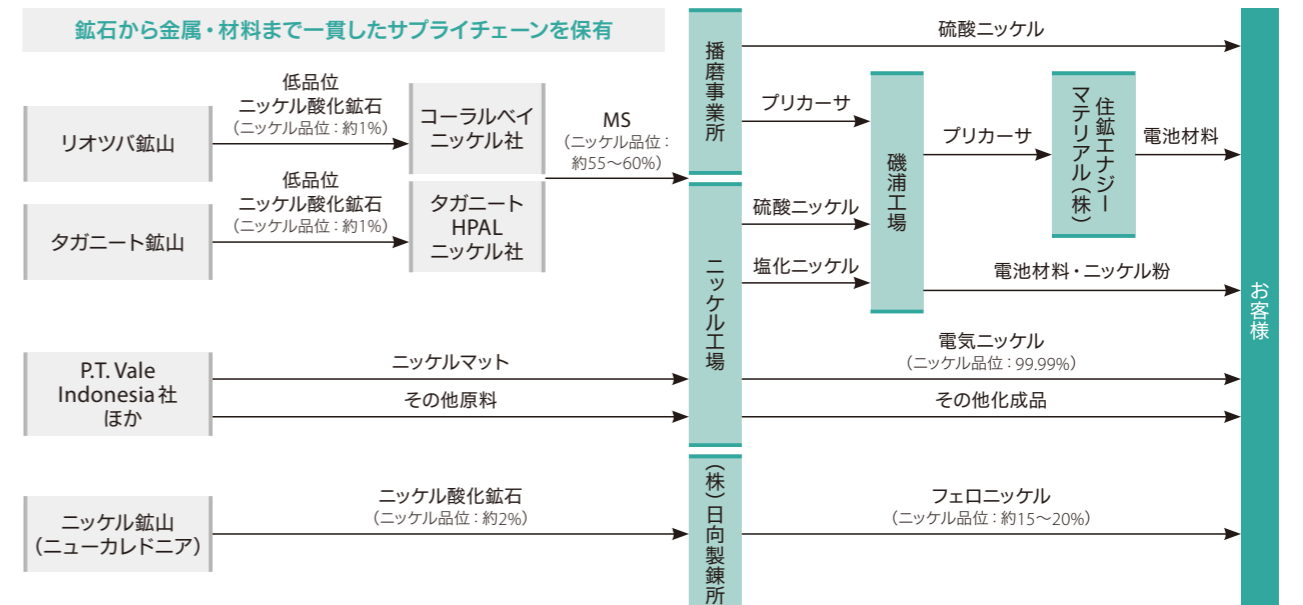 鉱石から金属・材料まで一貫したサプライチェーンを保有
リオツバ鉱山
低品位
ニッケル酸化鉱石
（ニッケル品位：約1%）
コーラルベイ
ニッケル社
タガニート鉱山
低品位
ニッケル酸化鉱石
（ニッケル品位：約1%）
タガニート
HPAL
ニッケル社
MS
（ニッケル品位：
約55〜60%）
P.T. Vale
Indonesia社
ほか
ニッケルマット
その他原料
ニッケル鉱山
（ニューカレドニア）
ニッケル酸化鉱石
（ニッケル品位：約2%）
播磨事業所
ニッケル工場
（株）日向製錬所
硫酸ニッケル
プリカーサ
硫酸ニッケル
塩化ニッケル
磯浦工場
プリカーサ
住鉱エナジー
マテリアル（株）
電池材料
電池材料・ニッケル粉
電気ニッケル
（ニッケル品位：99.99%）
その他化成品
フェロニッケル
（ニッケル品位：約15〜20%）
お客様